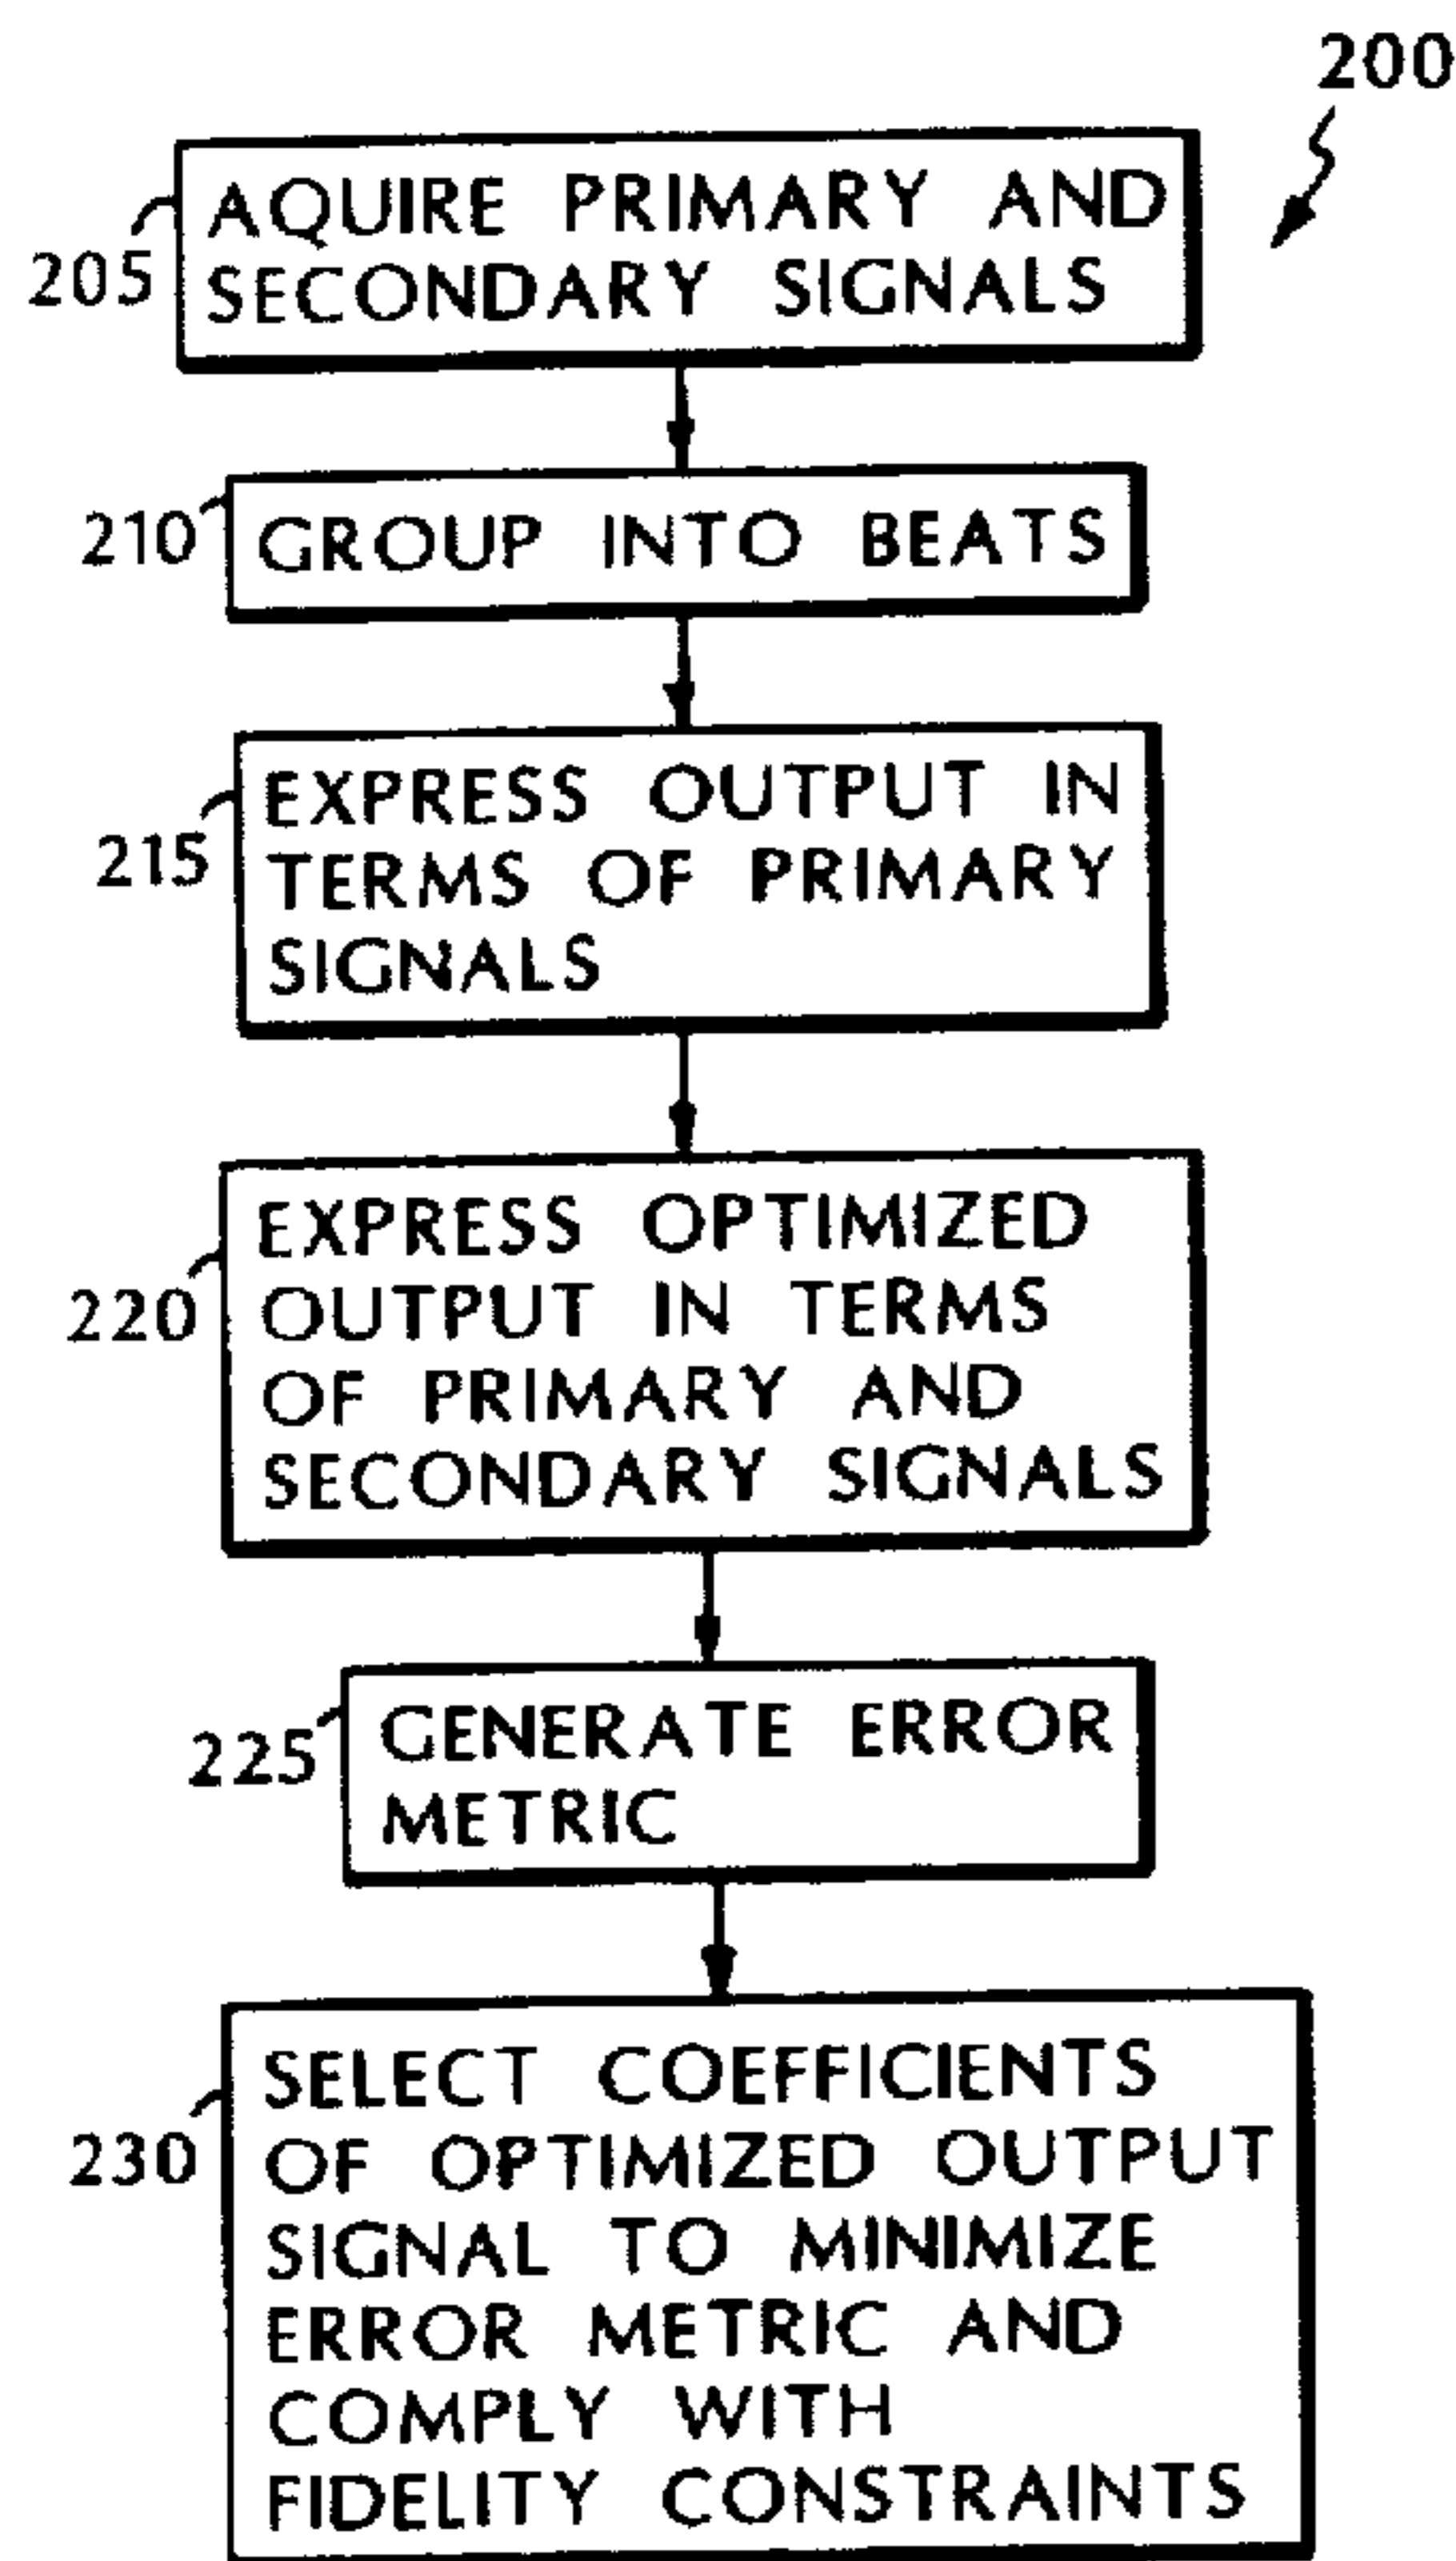 200
AQUIRE PRIMARY AND
SECONDARY SIGNALS
205
GROUP INTO BEATS
210
EXPRESS OUTPUT IN
TERMS OF PRIMARY
SIGNALS
215
EXPRESS OPTIMIZED
OUTPUT IN TERMS
OF PRIMARY AND
SECONDARY SIGNALS
220
GENERATE ERROR
METRIC
225
SELECT COEFFICIENTS
OF OPTIMIZED OUTPUT
SIGNAL TO MINIMIZE
ERROR METRIC AND
COMPLY WITH
FIDELITY CONSTRAINTS
230